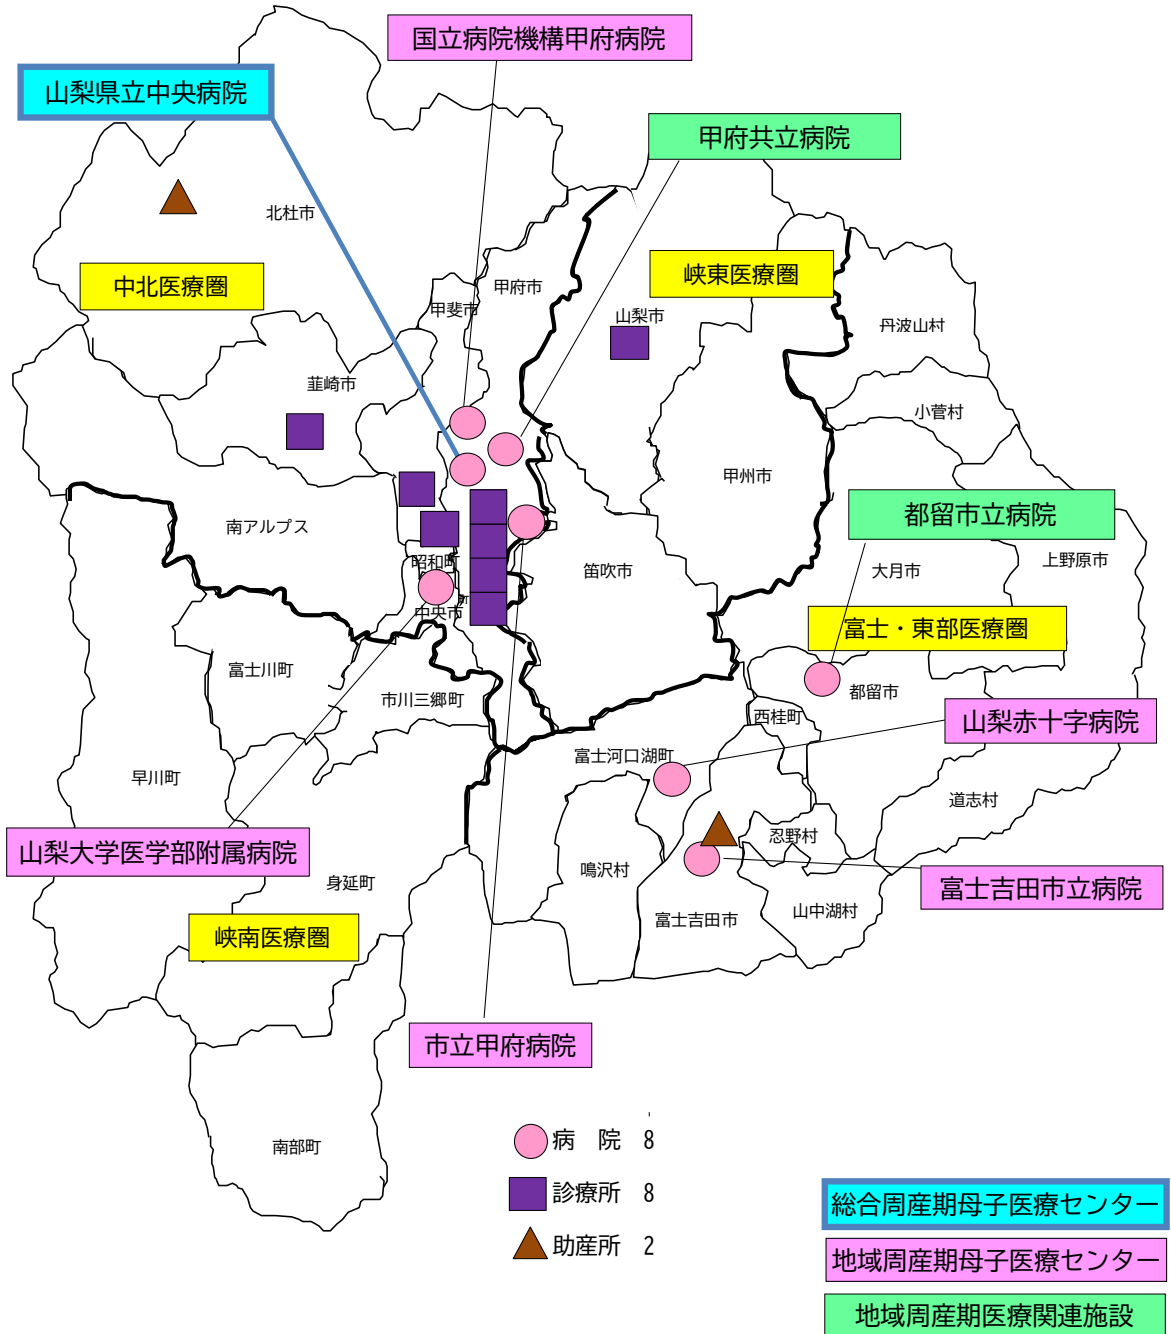 国立病院機構甲府病院
山梨県立中央病院
甲府共立病院
北杜市
中北医療圏
甲府市
峡東医療圏
甲斐市
山梨市
丹波山村
韮崎市
小菅村
甲州市
都留市立病院
南アルプス
昭和町
笛吹市
大月市
上野原市
中央市
町
富士・東部医療圏
富士川町
市川三郷町
都留市
西桂町
山梨赤十字病院
富士河口湖町
早川町
道志村
忍野村
山梨大学医学部附属病院
鳴沢村
身延町
富士吉田市立病院
山中湖村
富士吉田市
峡南医療圏
市立甲府病院
南部町
病 院 8
診療所 8
助産所 2
総合周産期母子医療センター
地域周産期母子医療センター
地域周産期医療関連施設